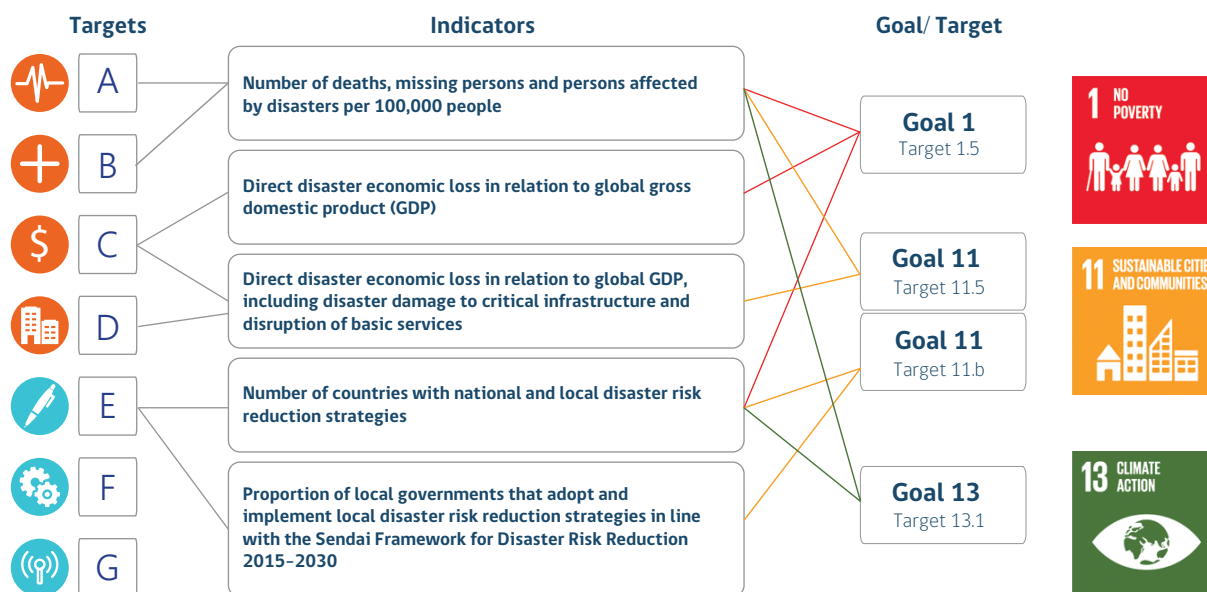 Targets
Indicators
Goal/ Target
A
B
C
D
E
F
G
Number of deaths, missing persons and persons affected
by disasters per 100,000 people
Direct disaster economic loss in relation to global gross
domestic product (GDP)
Direct disaster economic loss in relation to global GDP,
including disaster damage to critical infrastructure and
disruption of basic services
Number of countries with national and local disaster risk
reduction strategies
Proportion of local governments that adopt and
implement local disaster risk reduction strategies in line
with the Sendai Framework for Disaster Risk Reduction
2015–2030
Goal 1
Target 1.5
Goal 11
Target 11.5
Goal 11
Target 11.b
Goal 13
Target 13.1
1 NO
POVERTY
11 SUSTAINABLE CITIE
AND COMMUNITIES
13 CLIMATE
ACTION
$